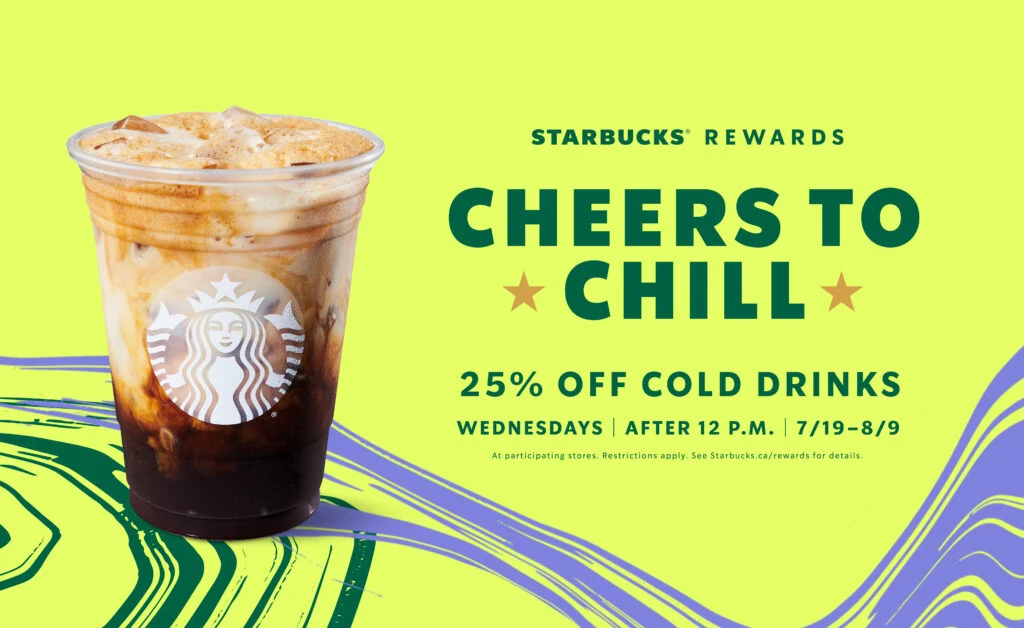 STARBUCKS® REWARDS
CHEERS TO
CHILL
25% OFF COLD DRINKS
WEDNESDAYS | AFTER 12 P.M. | 7/19–8/9
At participating stores. Restrictions apply. See Starbucks.ca/rewards for details.
®